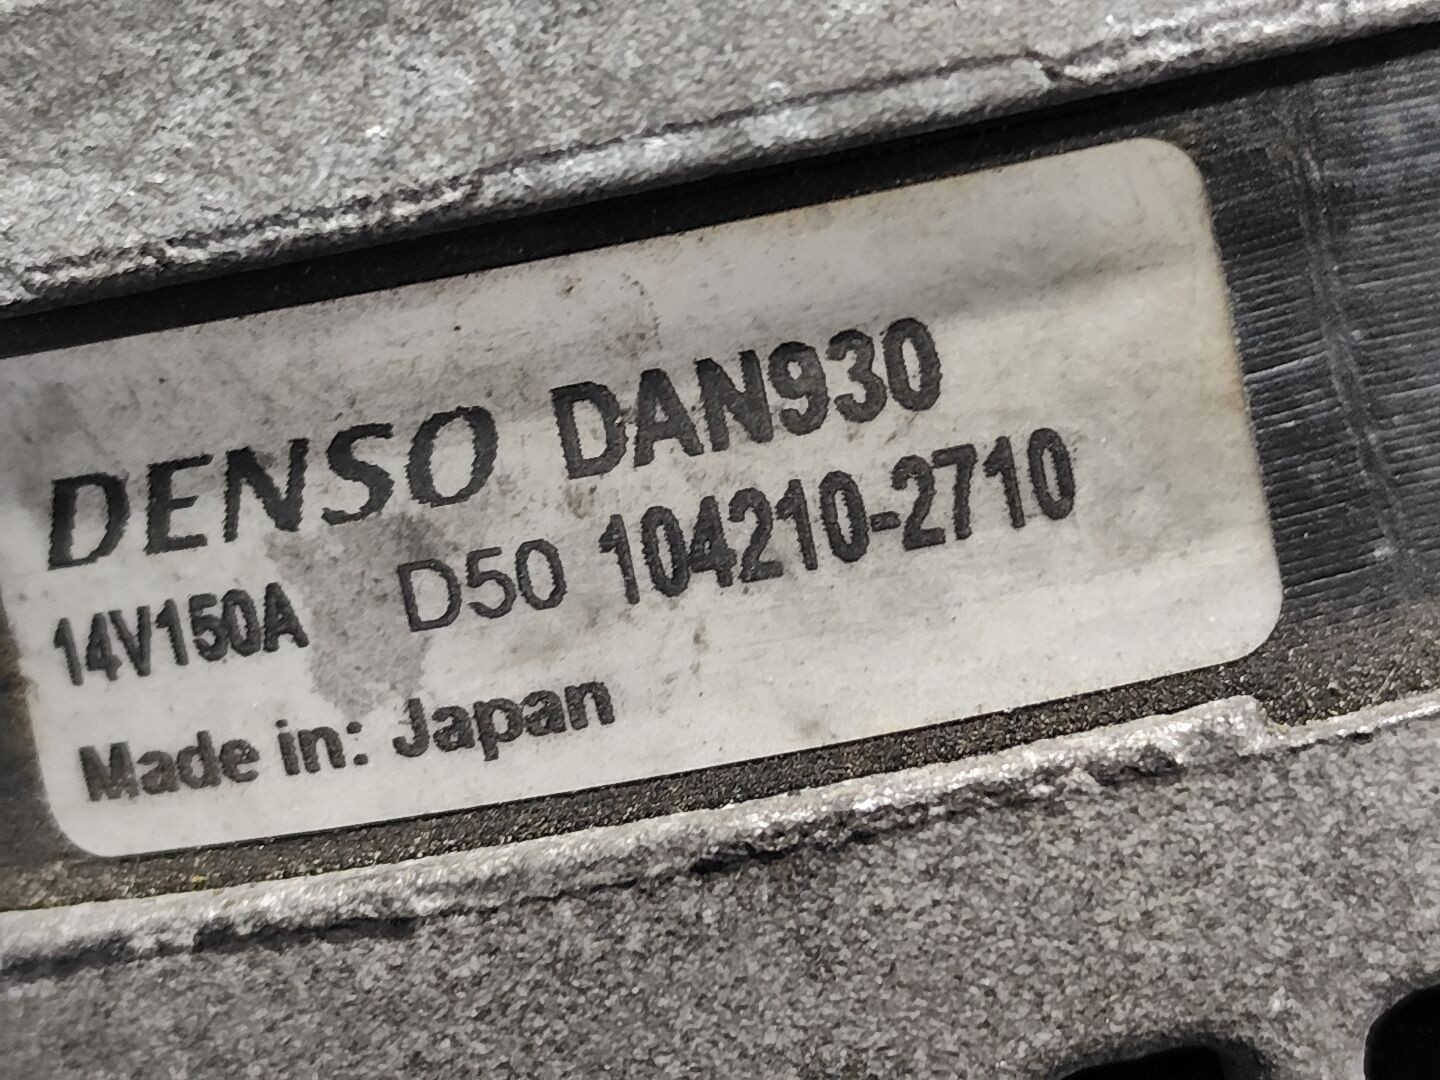 DENSO DAN930
14V150A D50 104210-2710
Made in: Japan